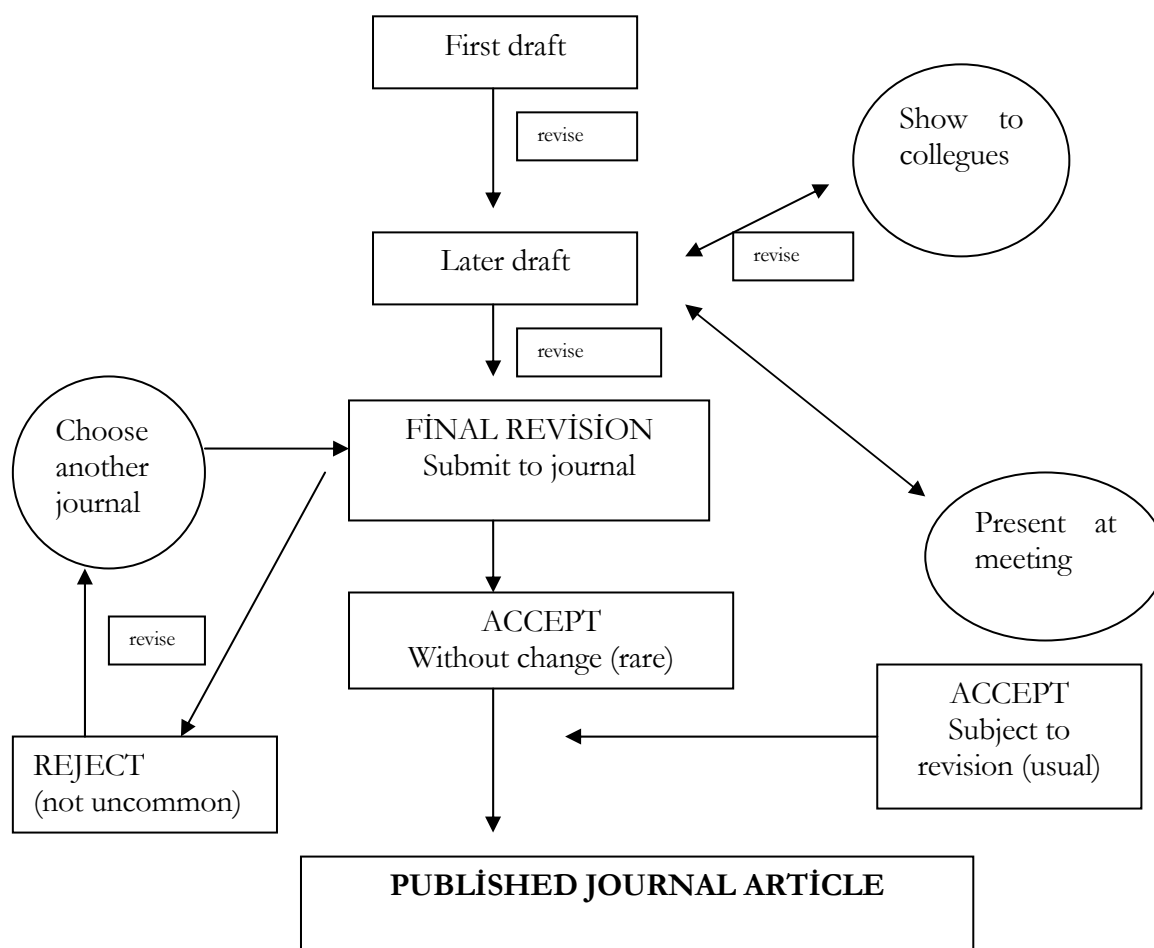 First draft
revise
Show to
collegues
Later draft
revise
revise
Choose
another
journal
FİNAL REVİSİON
Submit to journal
Present at
meeting
revise
ACCEPT
Without change (rare)
ACCEPT
Subject to
revision (usual)
REJECT
(not uncommon)
PUBLİSHED JOURNAL ARTİCLE